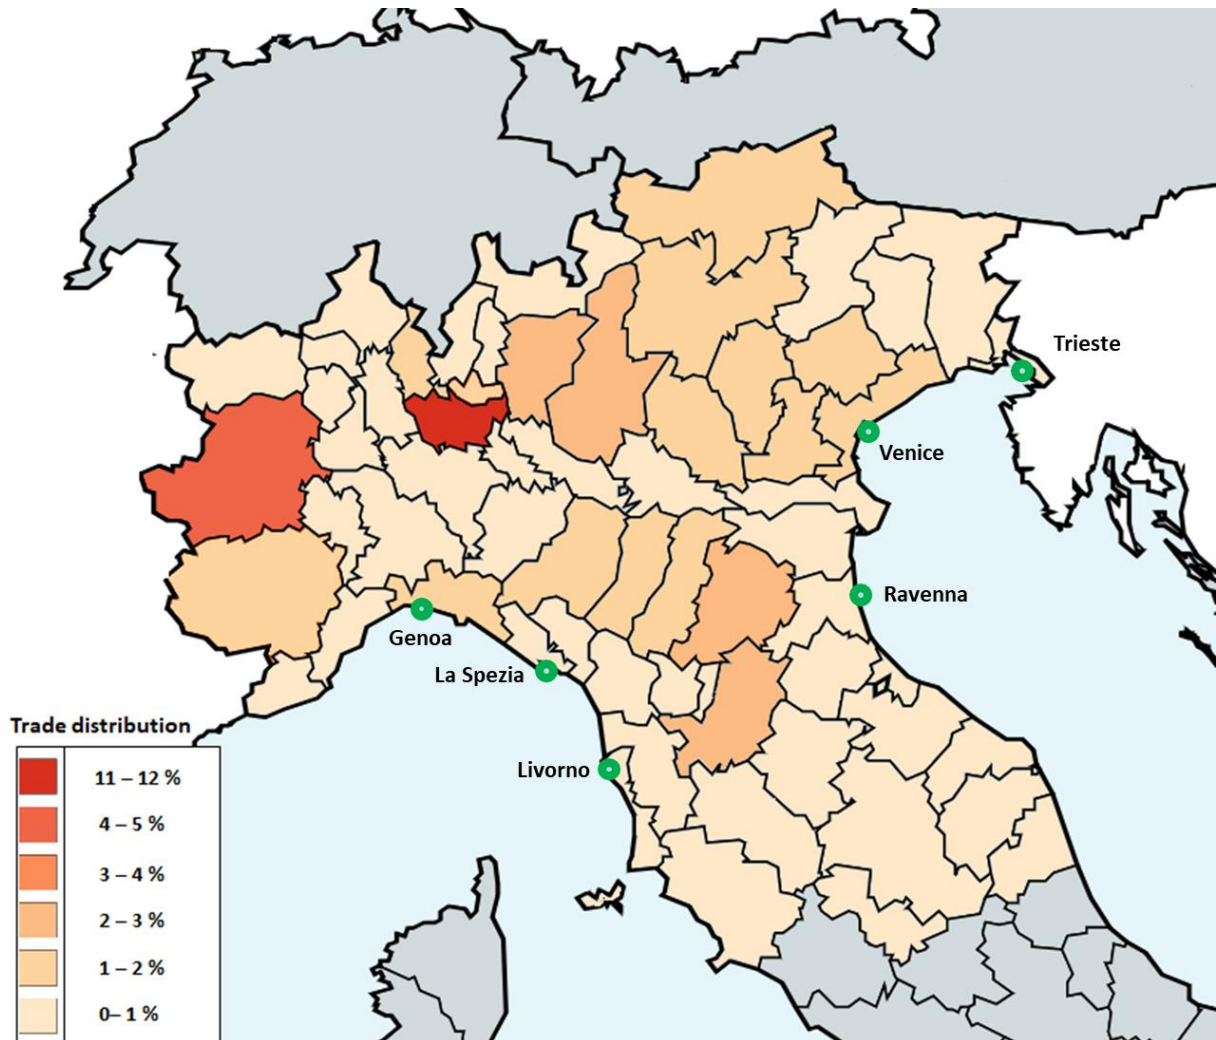 Trieste
Venice
Ravenna
Genoa
La Spezia
Livorno
Trade distribution
11 – 12 %
4 – 5 %
3 – 4 %
2 – 3 %
1 – 2 %
0– 1 %